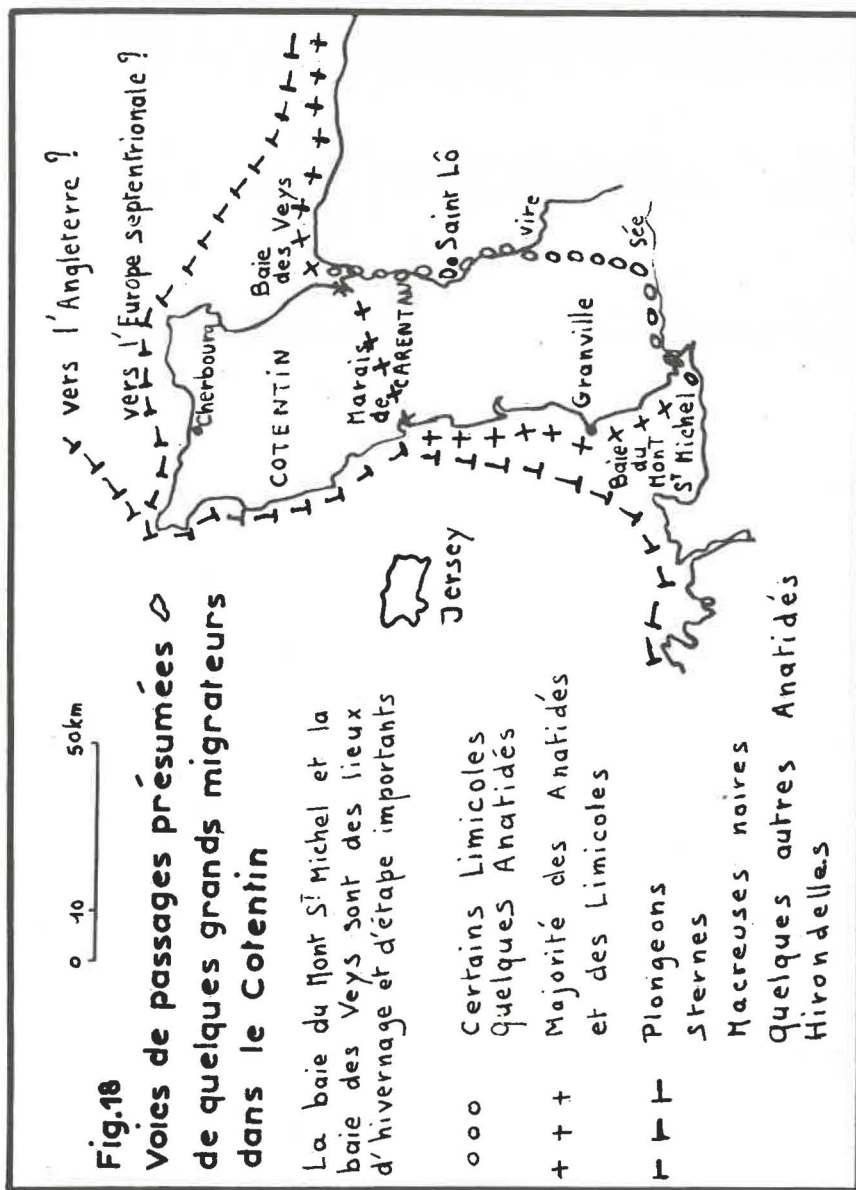 Fig.18
Voies de passages présumées
de quelques grands migrateurs
dans le Cotentin
0 10 50km
La baie du Mont ST Michel et la
baie des Veys sont des lieux
d'hivernage et d'étape importants
Certains Limicoles
Quelques Anatidés
Majorité des Anatidés
et des Limicoles
Plongeons
Sternes
Macreuses noires
quelques autres Anatidés
Hirondelles
vers l'Angleterre ?
vers l'Europe septentrionale ?
Cherbourg
COTENTIN
Baie
des Veys
Marais
de
CARENTAN
Saint Lô
Vire
Sée
Granville
Baie
du
Mont
ST Michel
Jersey